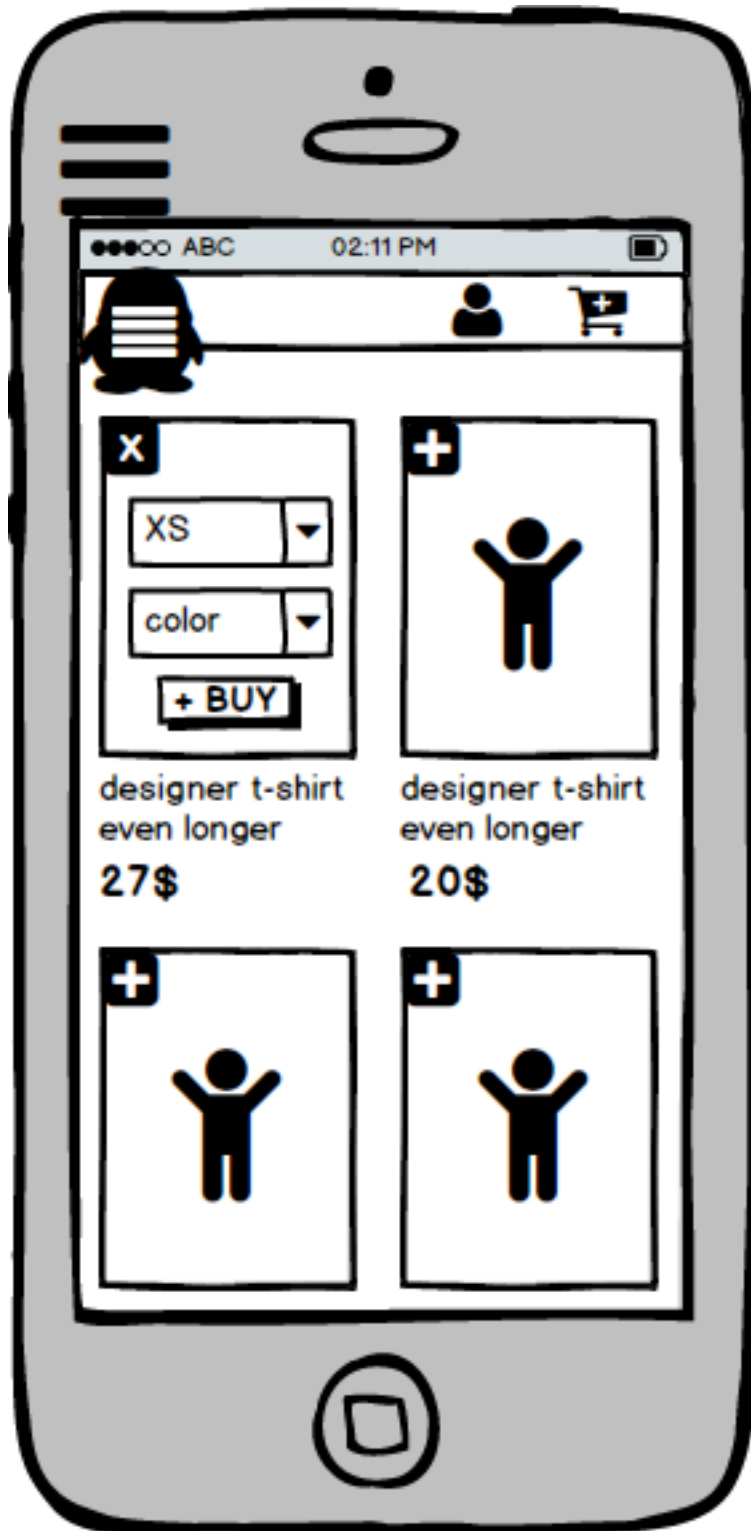 ABC 02:11 PM
x
XS
color
+ BUY
designer t-shirt
even longer
27$
designer t-shirt
even longer
20$